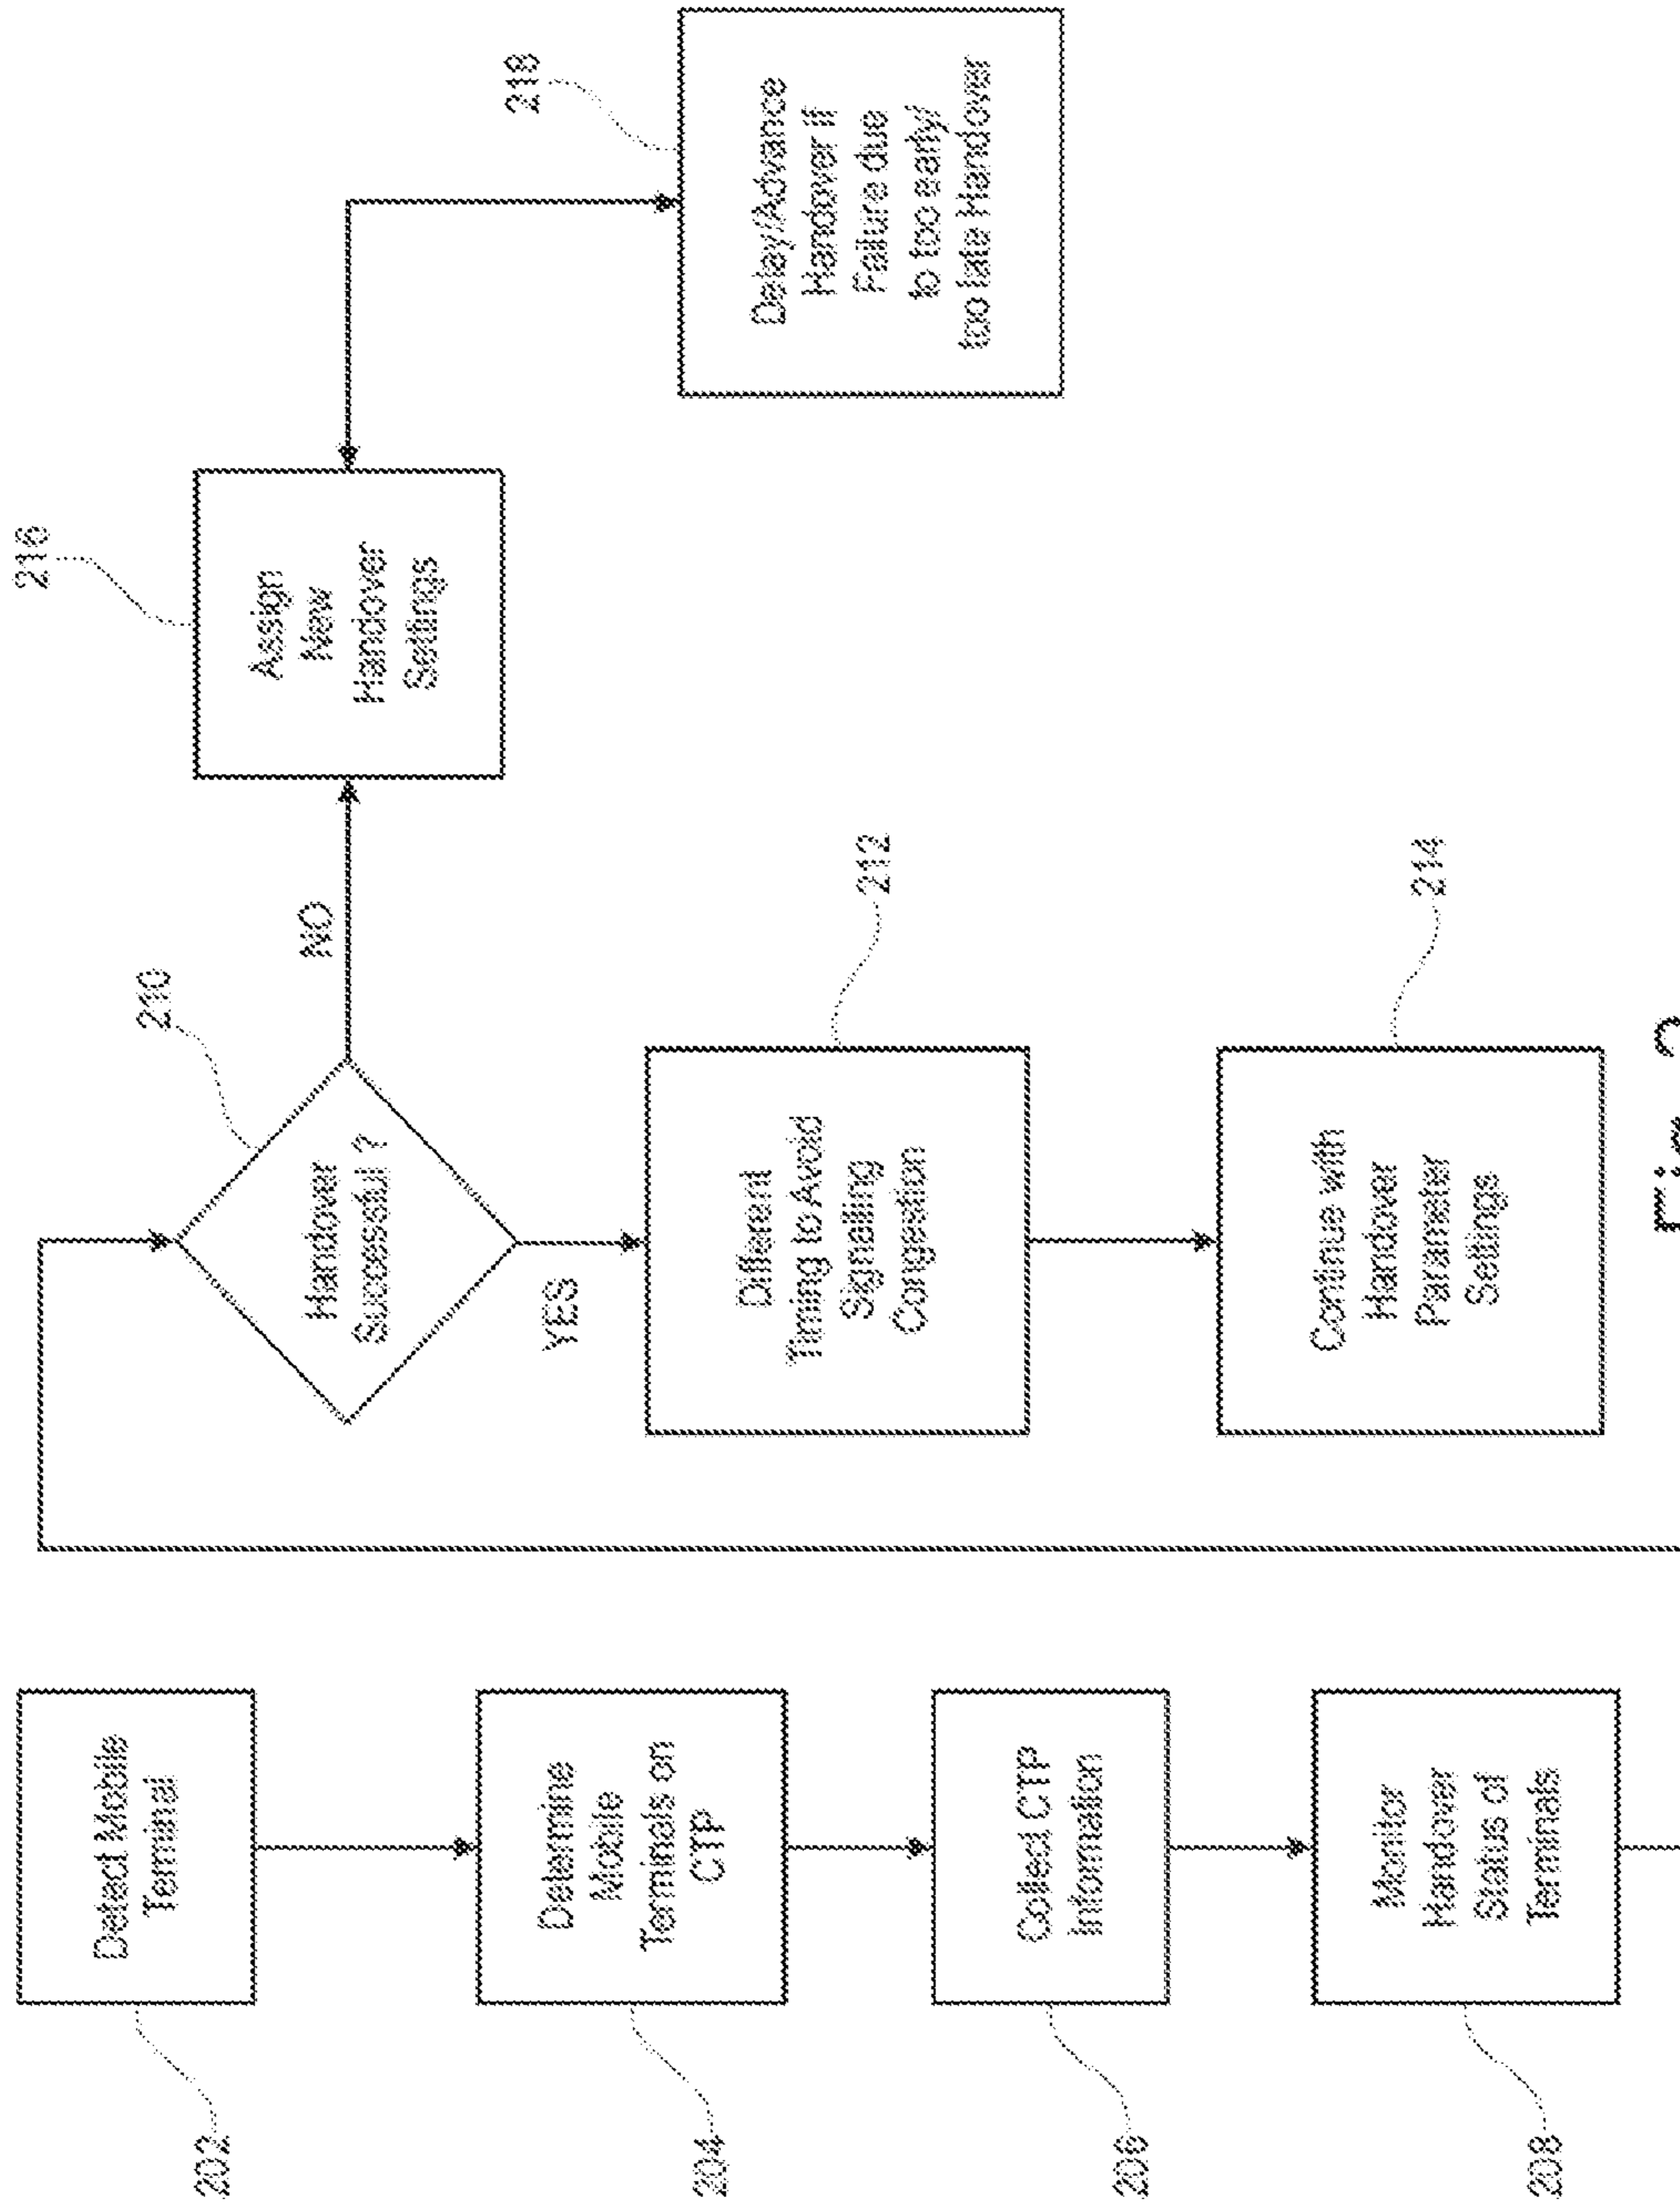 202
Detect Mobile
Terminal
204
Determine
Mobile
Terminals on
CTP
206
Collect CTP
Information
208
Monitor
Handover
Status of
Terminals
210
Handover
Successful ?
YES
NO
212
Different
Timing to Avoid
Signalling
Congestion
214
Continue with
Handover
Parameter
Settings
216
Assign
New
Handover
Settings
218
Delay/Advance
Handover if
Failure due
to too early/
too late Handover